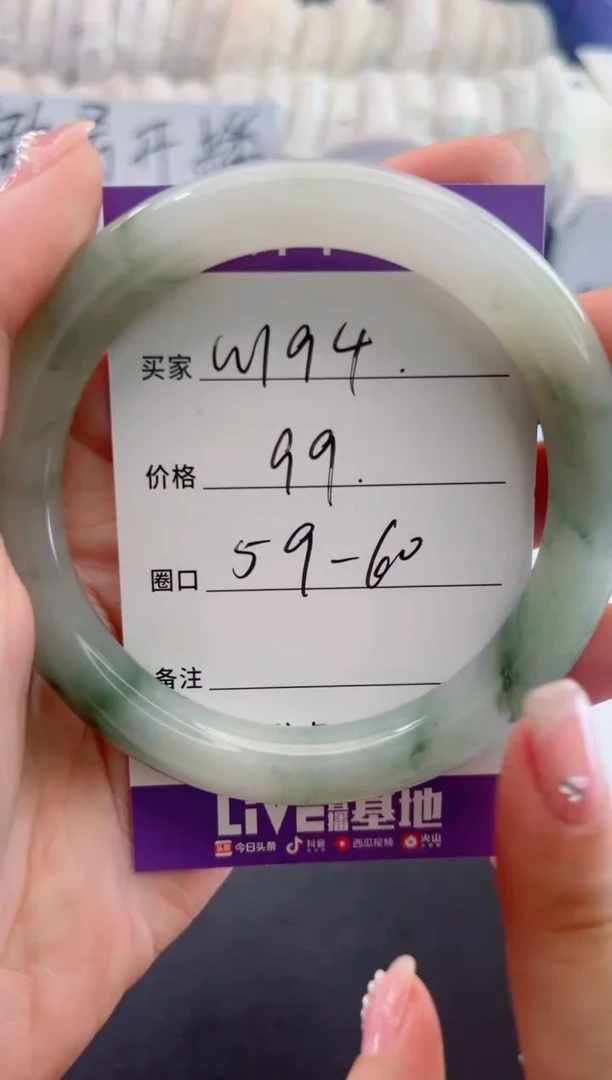 买家 W194.
价格 99.
圈口 59-60
备注
LiVE直播基地
今日头条 抖音 西瓜视频 火山